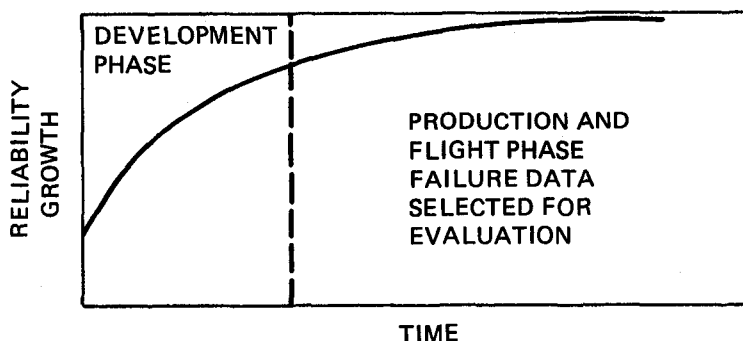 DEVELOPMENT
PHASE
RELIABILITY
GROWTH
PRODUCTION AND
FLIGHT PHASE
FAILURE DATA
SELECTED FOR
EVALUATION
TIME